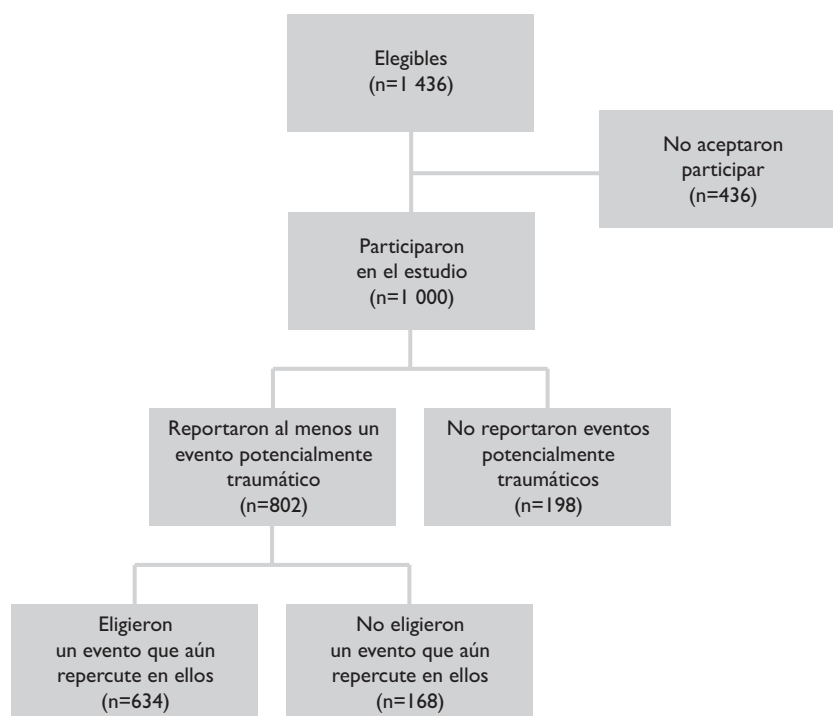 Elegibles
(n=1 436)
No aceptaron
participar
(n=436)
Participaron
en el estudio
(n=1 000)
Reportaron al menos un
evento potencialmente
traumático
(n=802)
No reportaron eventos
potencialmente
traumáticos
(n=198)
Eligieron
un evento que aún
repercute en ellos
(n=634)
No eligieron
un evento que aún
repercute en ellos
(n=168)